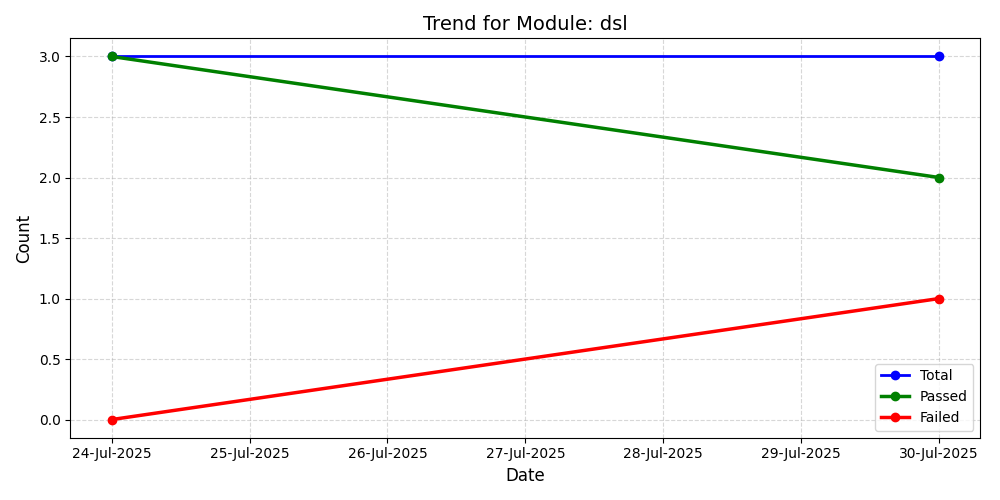 Trend for Module: dsl
Count
3.0
2.5
2.0
1.5
1.0
0.5
0.0
Total
Passed
Failed
24-Jul-2025 25-Jul-2025 26-Jul-2025 27-Jul-2025 28-Jul-2025 29-Jul-2025 30-Jul-2025
Date